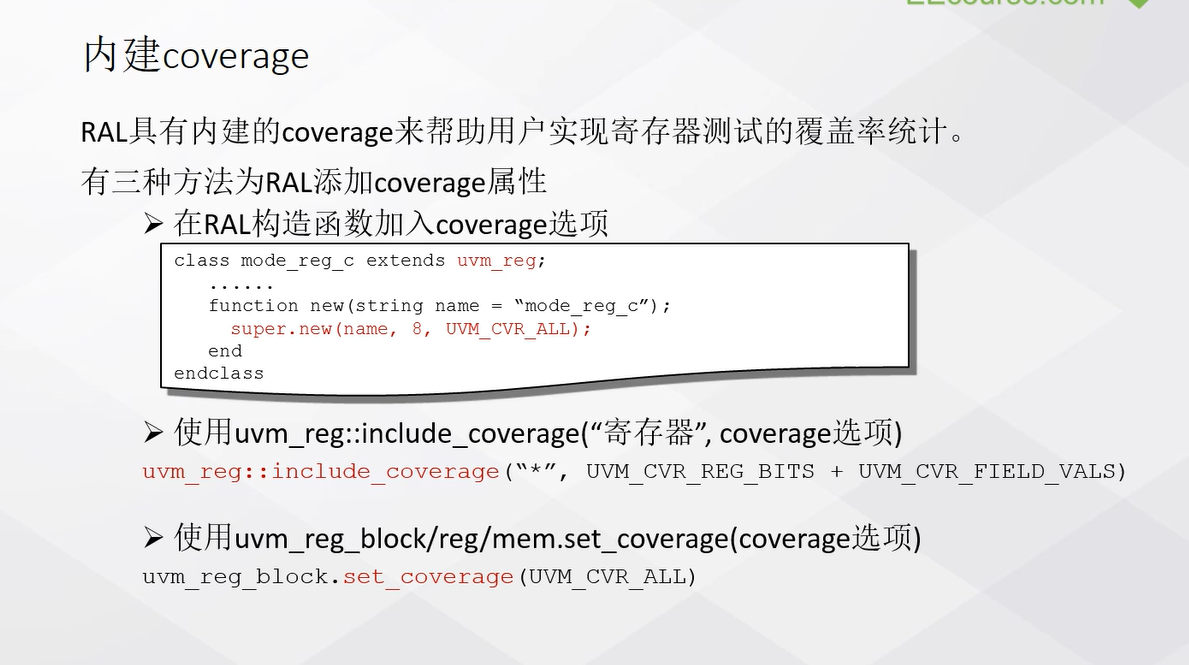 内建coverage
RAL具有内建的coverage来帮助用户实现寄存器测试的覆盖率统计。
有三种方法为RAL添加coverage属性
➢ 在RAL构造函数加入coverage选项
class mode_reg_c extends uvm_reg;
......
function new(string name = “mode_reg_c”);
super.new(name, 8, UVM_CVR_ALL);
end
endclass
➢ 使用uvm_reg::include_coverage(“寄存器”, coverage选项)
uvm_reg::include_coverage(“*”, UVM_CVR_REG_BITS + UVM_CVR_FIELD_VALS)
➢ 使用uvm_reg_block/reg/mem.set_coverage(coverage选项)
uvm_reg_block.set_coverage(UVM_CVR_ALL)